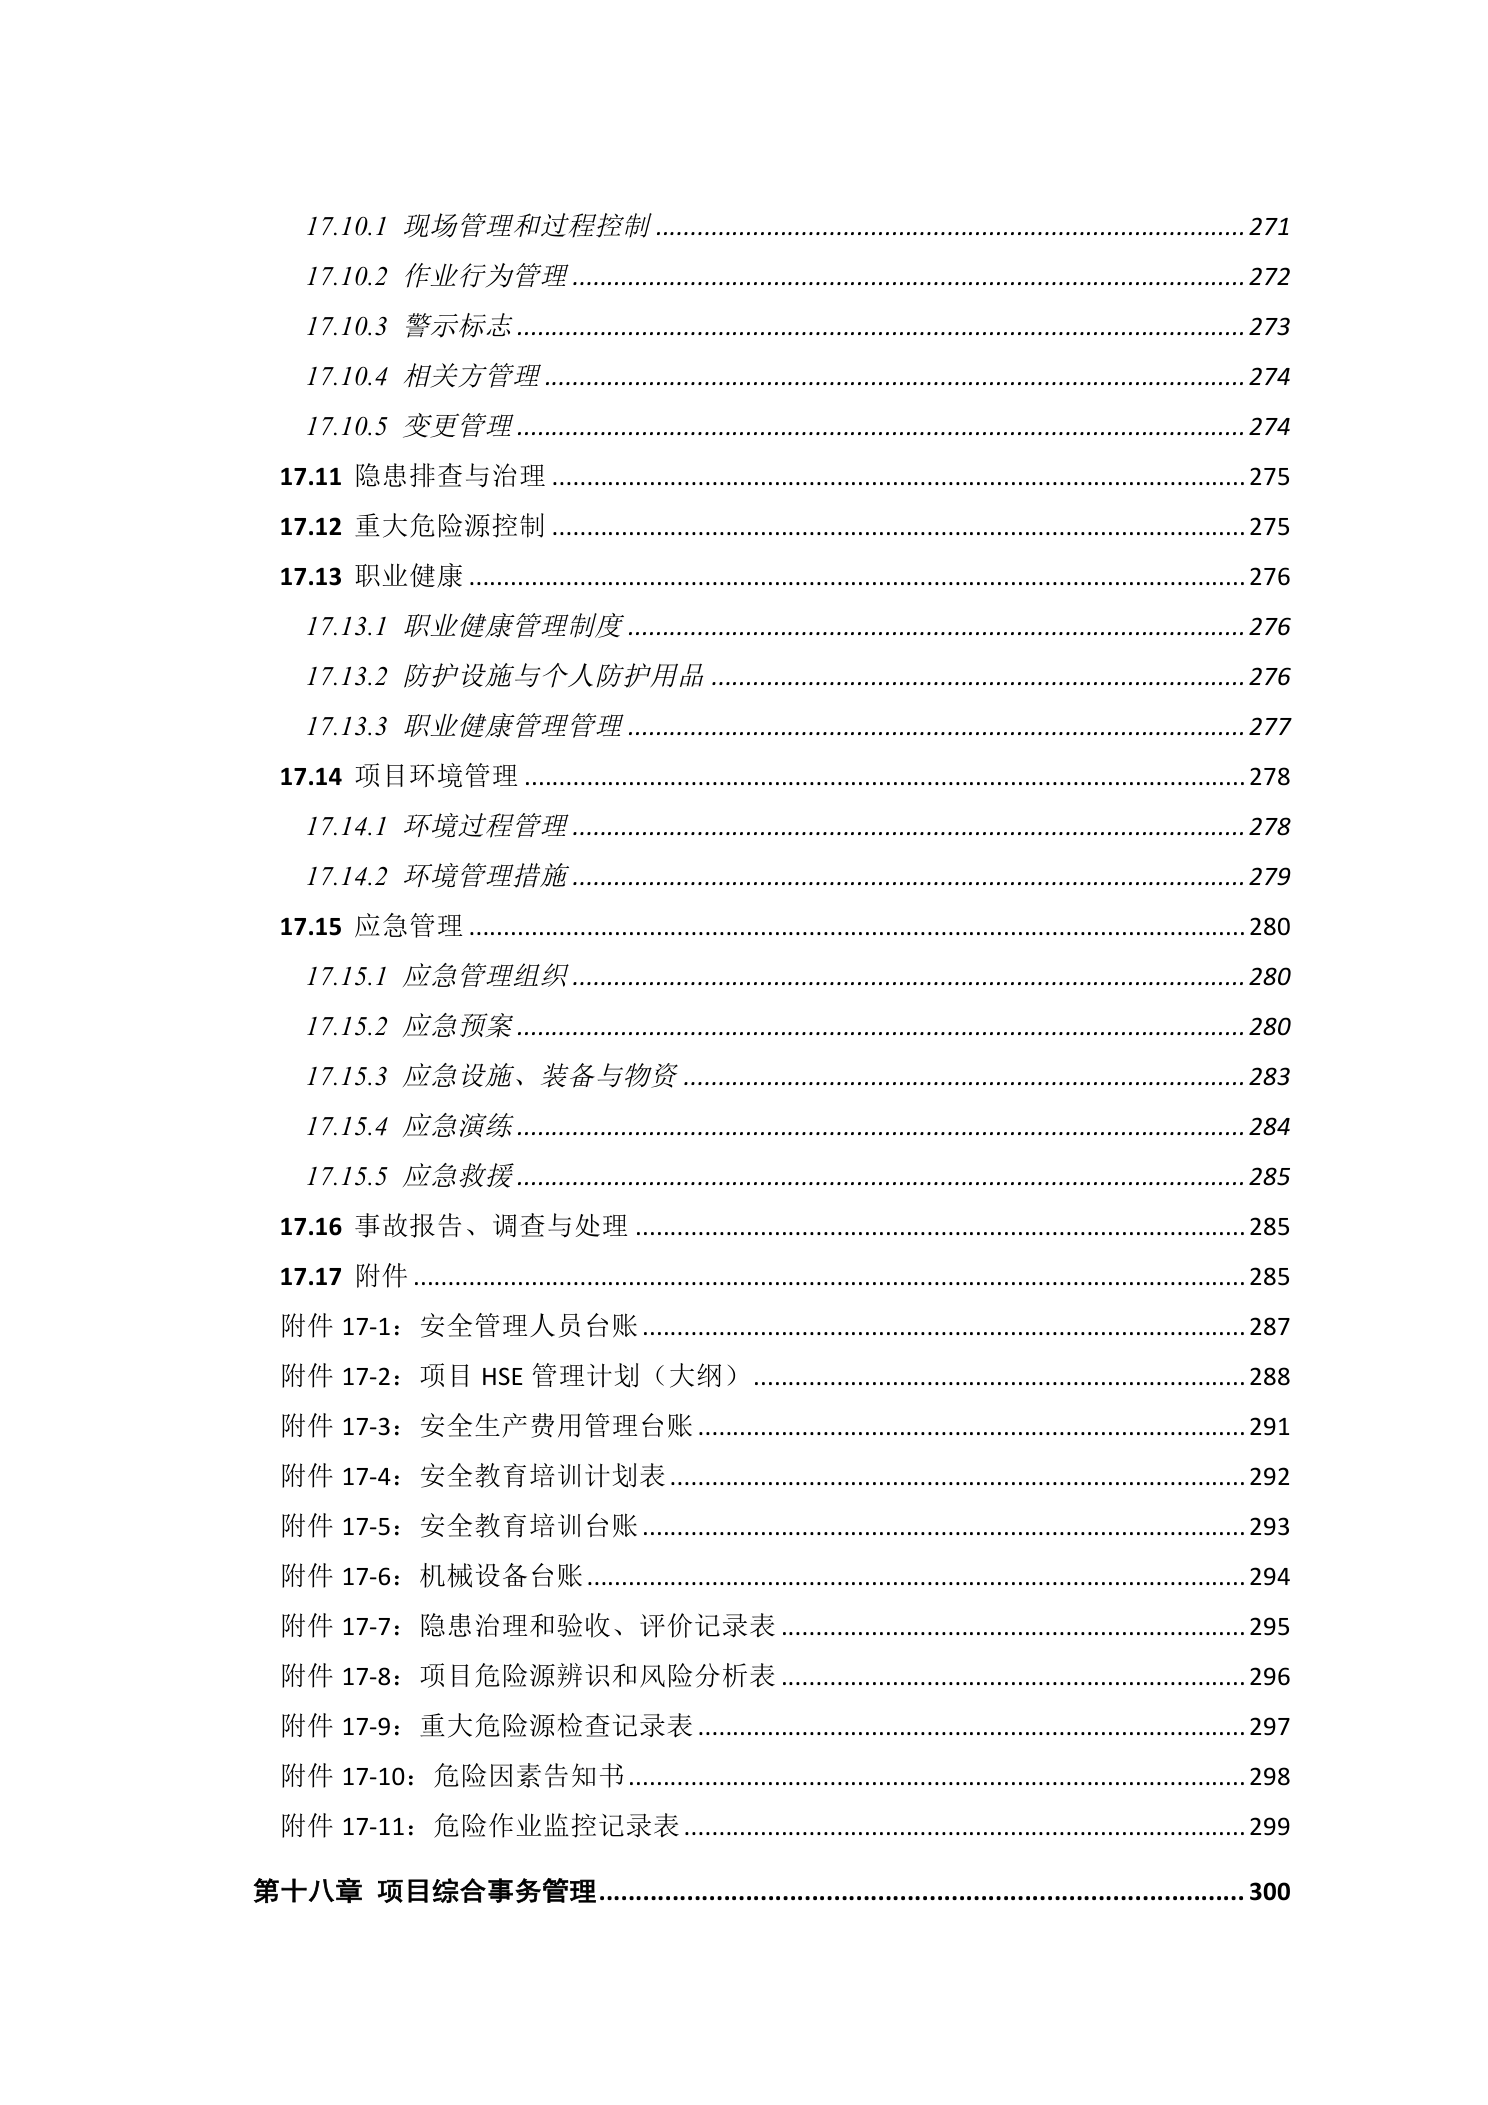 17.10.1 现场管理和过程控制........271
17.10.2 作业行为管理........272
17.10.3 警示标志........273
17.10.4 相关方管理........274
17.10.5 变更管理........274
17.11 隐患排查与治理........275
17.12 重大危险源控制........275
17.13 职业健康........276
17.13.1 职业健康管理制度........276
17.13.2 防护设施与个人防护用品........276
17.13.3 职业健康管理管理........277
17.14 项目环境管理........278
17.14.1 环境过程管理........278
17.14.2 环境管理措施........279
17.15 应急管理........280
17.15.1 应急管理组织........280
17.15.2 应急预案........280
17.15.3 应急设施、装备与物资........283
17.15.4 应急演练........284
17.15.5 应急救援........285
17.16 事故报告、调查与处理........285
17.17 附件........285
附件 17-1：安全管理人员台账........287
附件 17-2：项目 HSE 管理计划（大纲）........288
附件 17-3：安全生产费用管理台账........291
附件 17-4：安全教育培训计划表........292
附件 17-5：安全教育培训台账........293
附件 17-6：机械设备台账........294
附件 17-7：隐患治理和验收、评价记录表........295
附件 17-8：项目危险源辨识和风险分析表........296
附件 17-9：重大危险源检查记录表........297
附件 17-10：危险因素告知书........298
附件 17-11：危险作业监控记录表........299
第十八章 项目综合事务管理........300